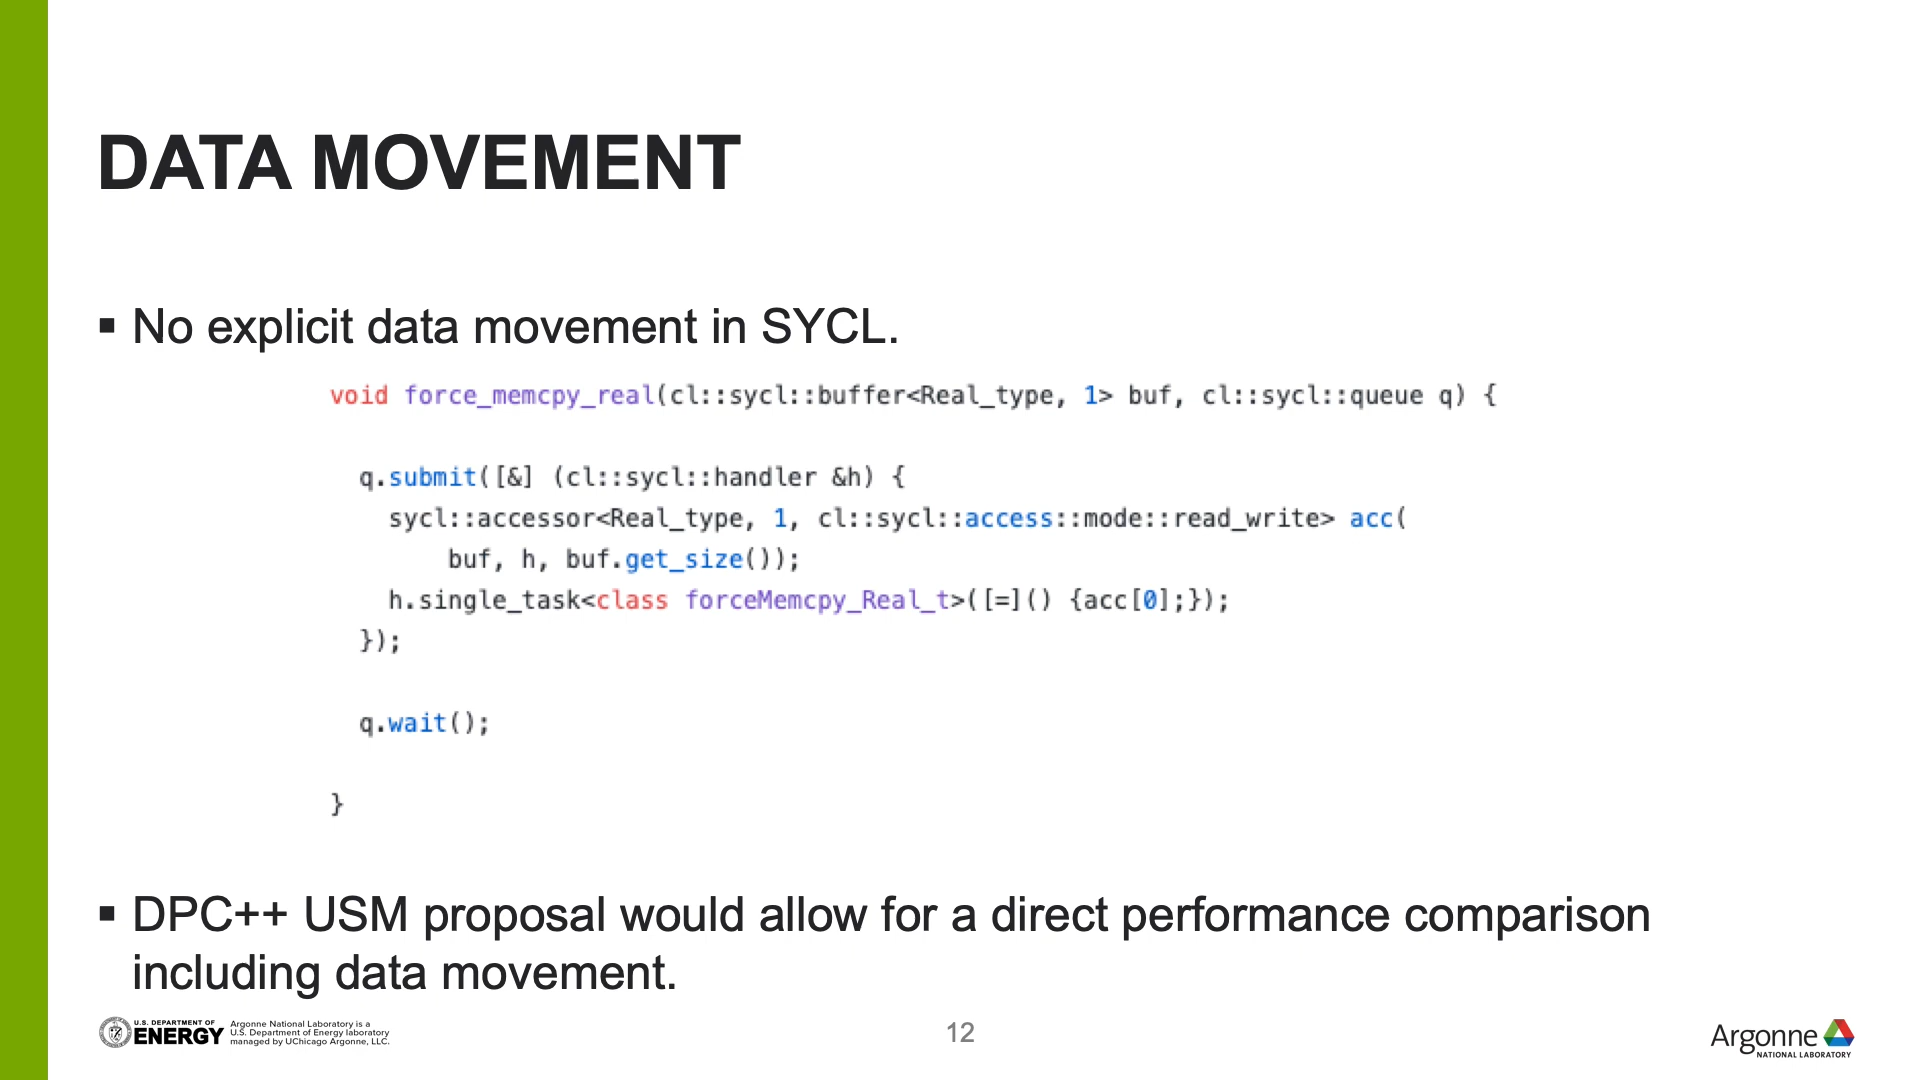 DATA MOVEMENT
▪ No explicit data movement in SYCL.
void force_memcpy_real(cl::sycl::buffer<Real_type, 1> buf, cl::sycl::queue q) {
q.submit([&] (cl::sycl::handler &h) {
sycl::accessor<Real_type, 1, cl::sycl::access::mode::read_write> acc(
buf, h, buf.get_size());
h.single_task<class forceMemcpy_Real_t>([=]() {acc[0];});
});
q.wait();
}
▪ DPC++ USM proposal would allow for a direct performance comparison
including data movement.
U.S. DEPARTMENT OF
ENERGY
Argonne National Laboratory is a
U.S. Department of Energy laboratory
managed by UChicago Argonne, LLC.
12
Argonne
NATIONAL LABORATORY